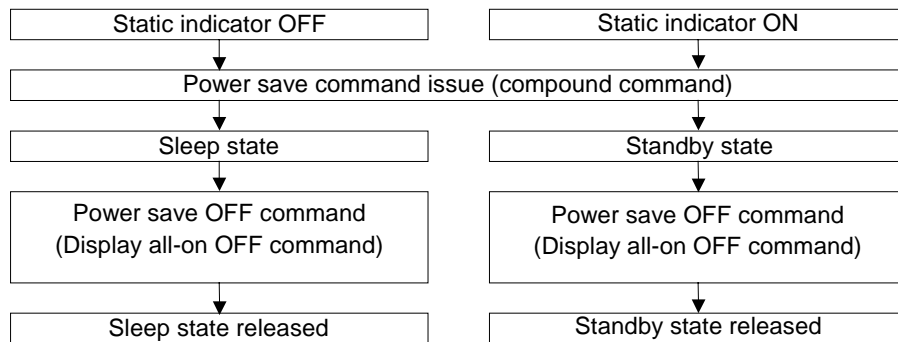 Static indicator OFF
Static indicator ON
Power save command issue (compound command)
Sleep state
Standby state
Power save OFF command
(Display all-on OFF command)
Power save OFF command
(Display all-on OFF command)
Sleep state released
Standby state released